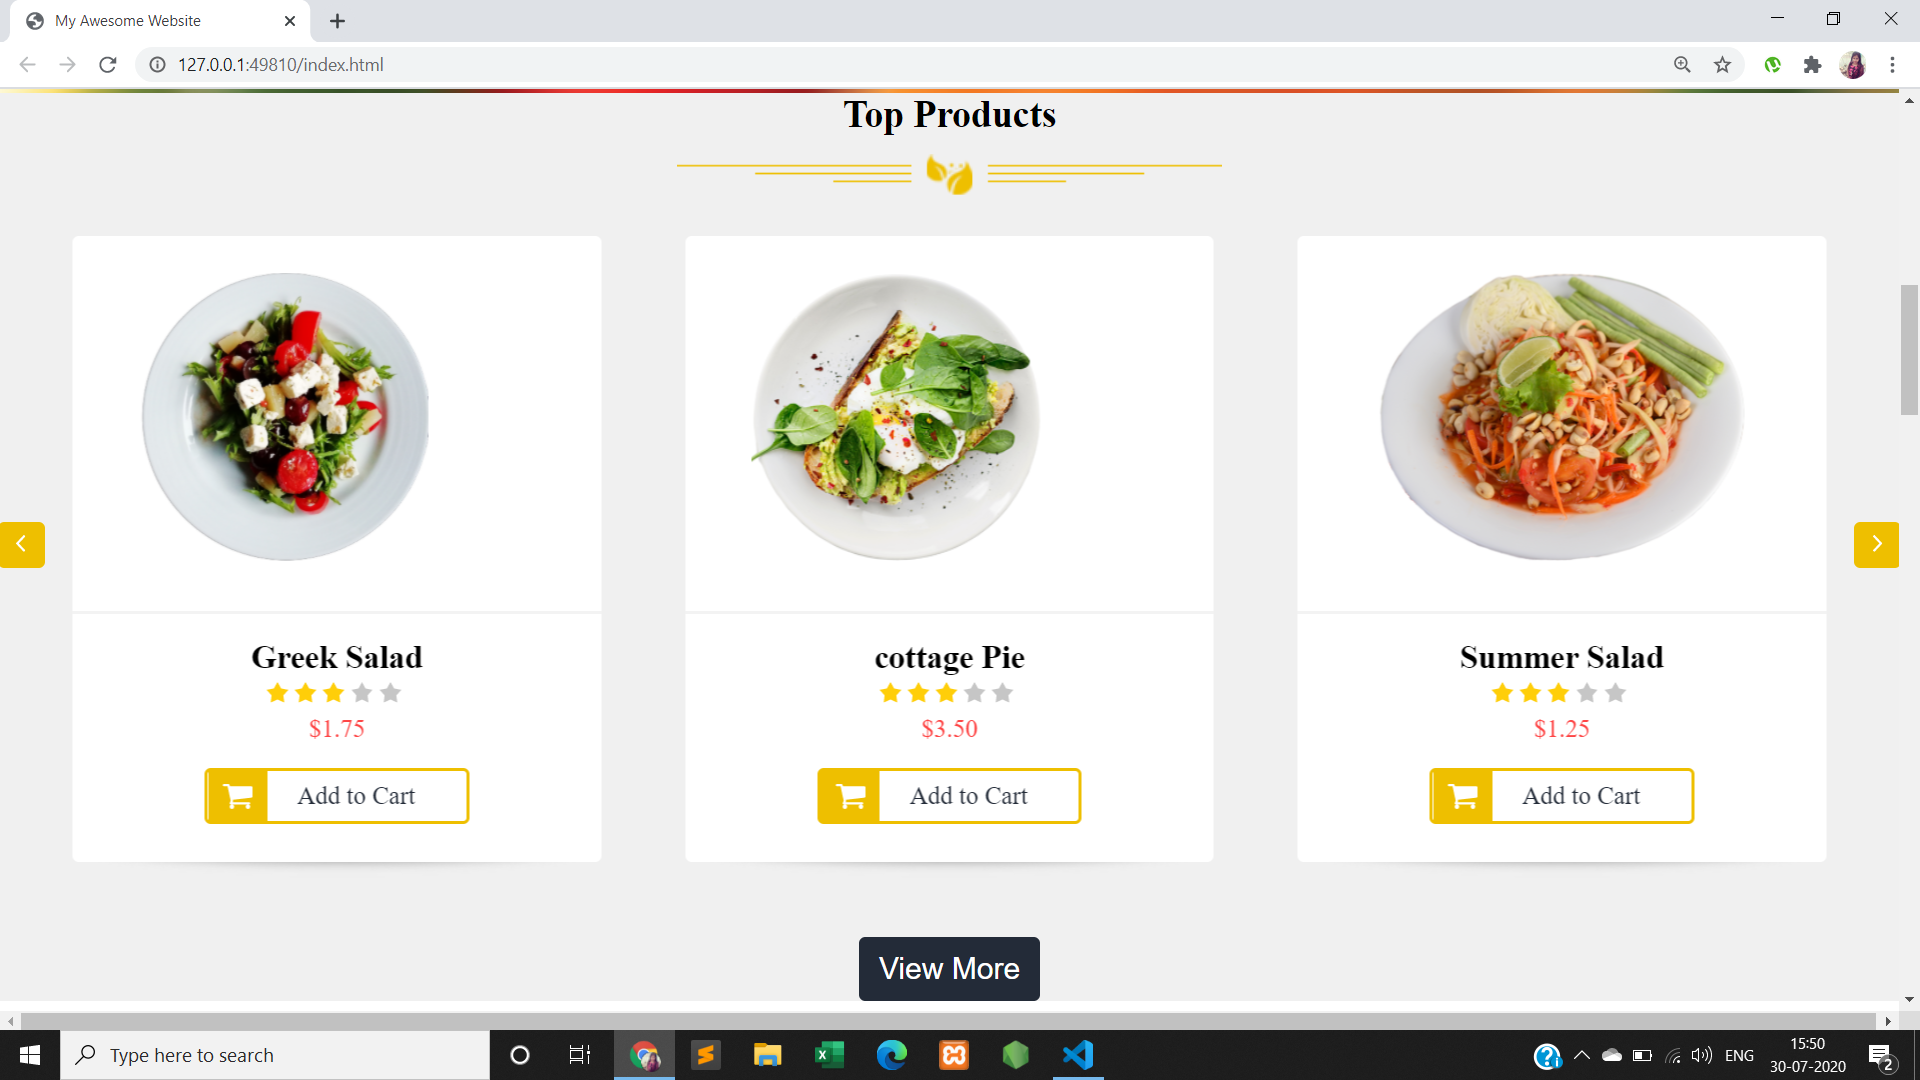 My Awesome Website
127.0.0.1:49810/index.html
Top Products
Greek Salad
$1.75
Add to Cart
cottage Pie
$3.50
Add to Cart
Summer Salad
$1.25
Add to Cart
View More
Type here to search
ENG
15:50
30-07-2020
2